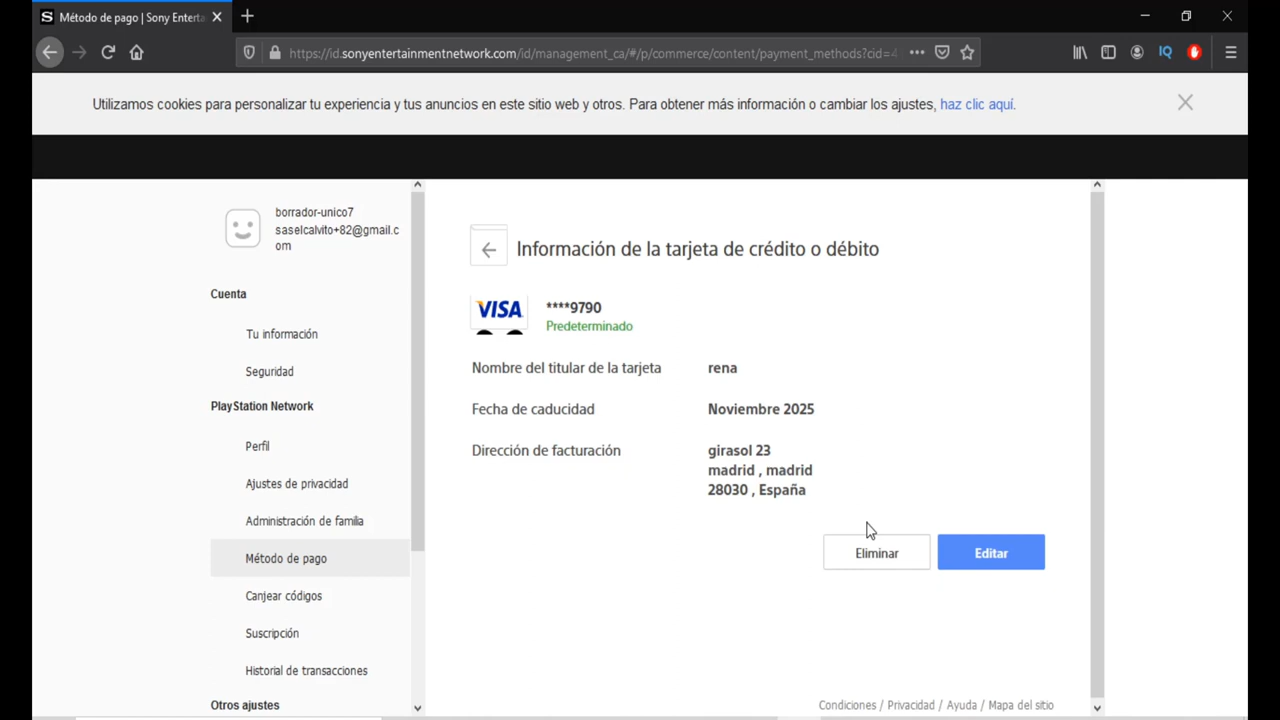 Método de pago | Sony Enterta
https://id.sonyentertainmentnetwork.com/id/management_ca/#/p/commerce/content/payment_methods?cid=4
Utilizamos cookies para personalizar tu experiencia y tus anuncios en este sitio web y otros. Para obtener más información o cambiar los ajustes, haz clic aquí.
borrador-unico7
saselcalvito+82@gmail.c
om
Cuenta
Tu información
Seguridad
PlayStation Network
Perfil
Ajustes de privacidad
Administración de familia
Método de pago
Canjear códigos
Suscripción
Historial de transacciones
Otros ajustes
Información de la tarjeta de crédito o débito
VISA
****9790
Predeterminado
Nombre del titular de la tarjeta rena
Fecha de caducidad Noviembre 2025
Dirección de facturación girasol 23
madrid , madrid
28030 , España
Eliminar Editar
Condiciones / Privacidad / Ayuda / Mapa del sitio